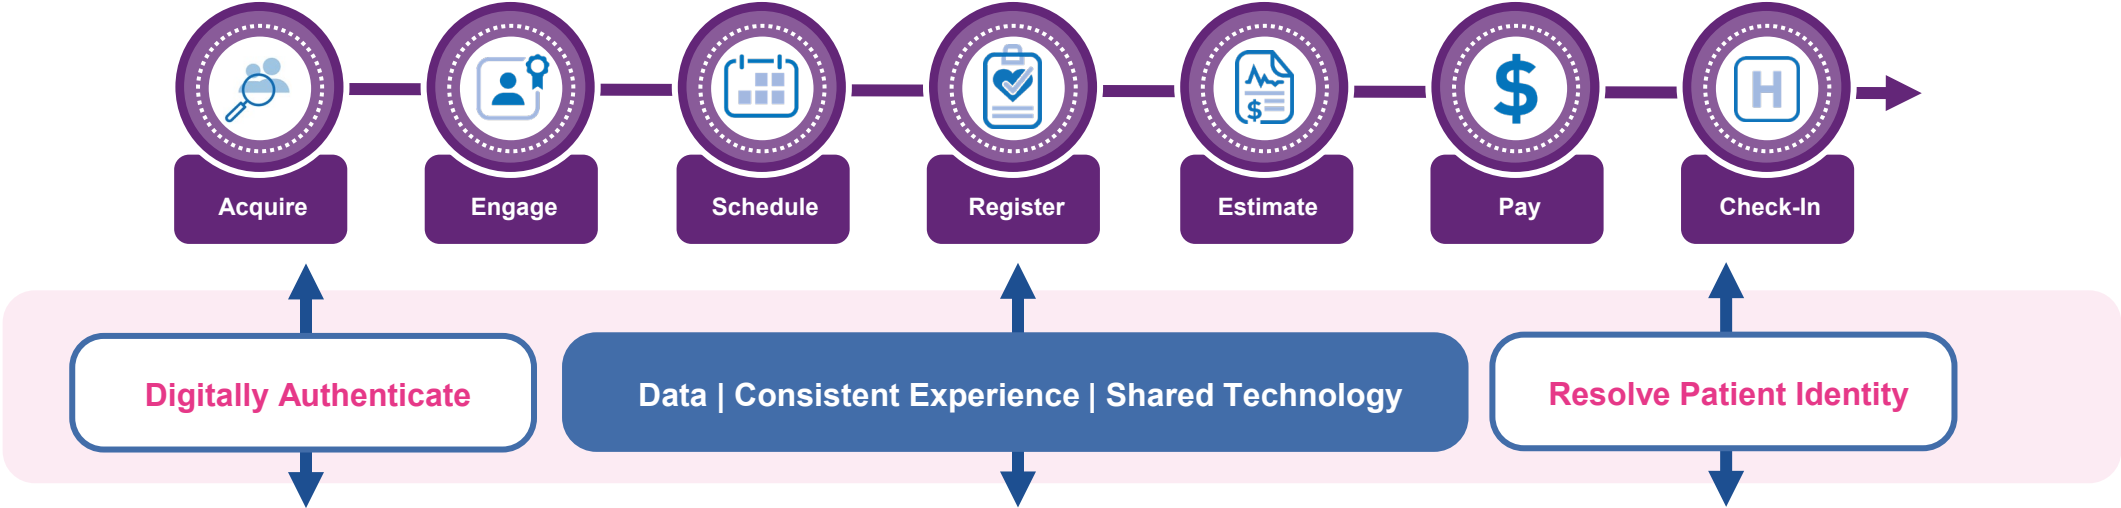 Acquire
Engage
Schedule
Register
Estimate
Pay
Check-In
$
H
Digitally Authenticate
Data | Consistent Experience | Shared Technology
Resolve Patient Identity